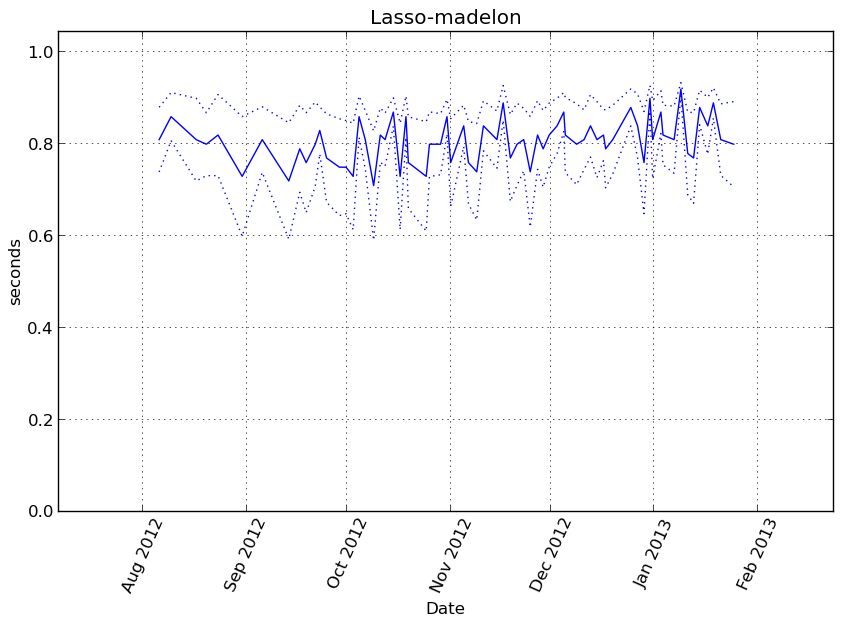 Lasso-madelon
1.0
0.8
0.6
0.4
0.2
0.0
seconds
Aug 2012
Sep 2012
Oct 2012
Nov 2012
Dec 2012
Jan 2013
Feb 2013
Date